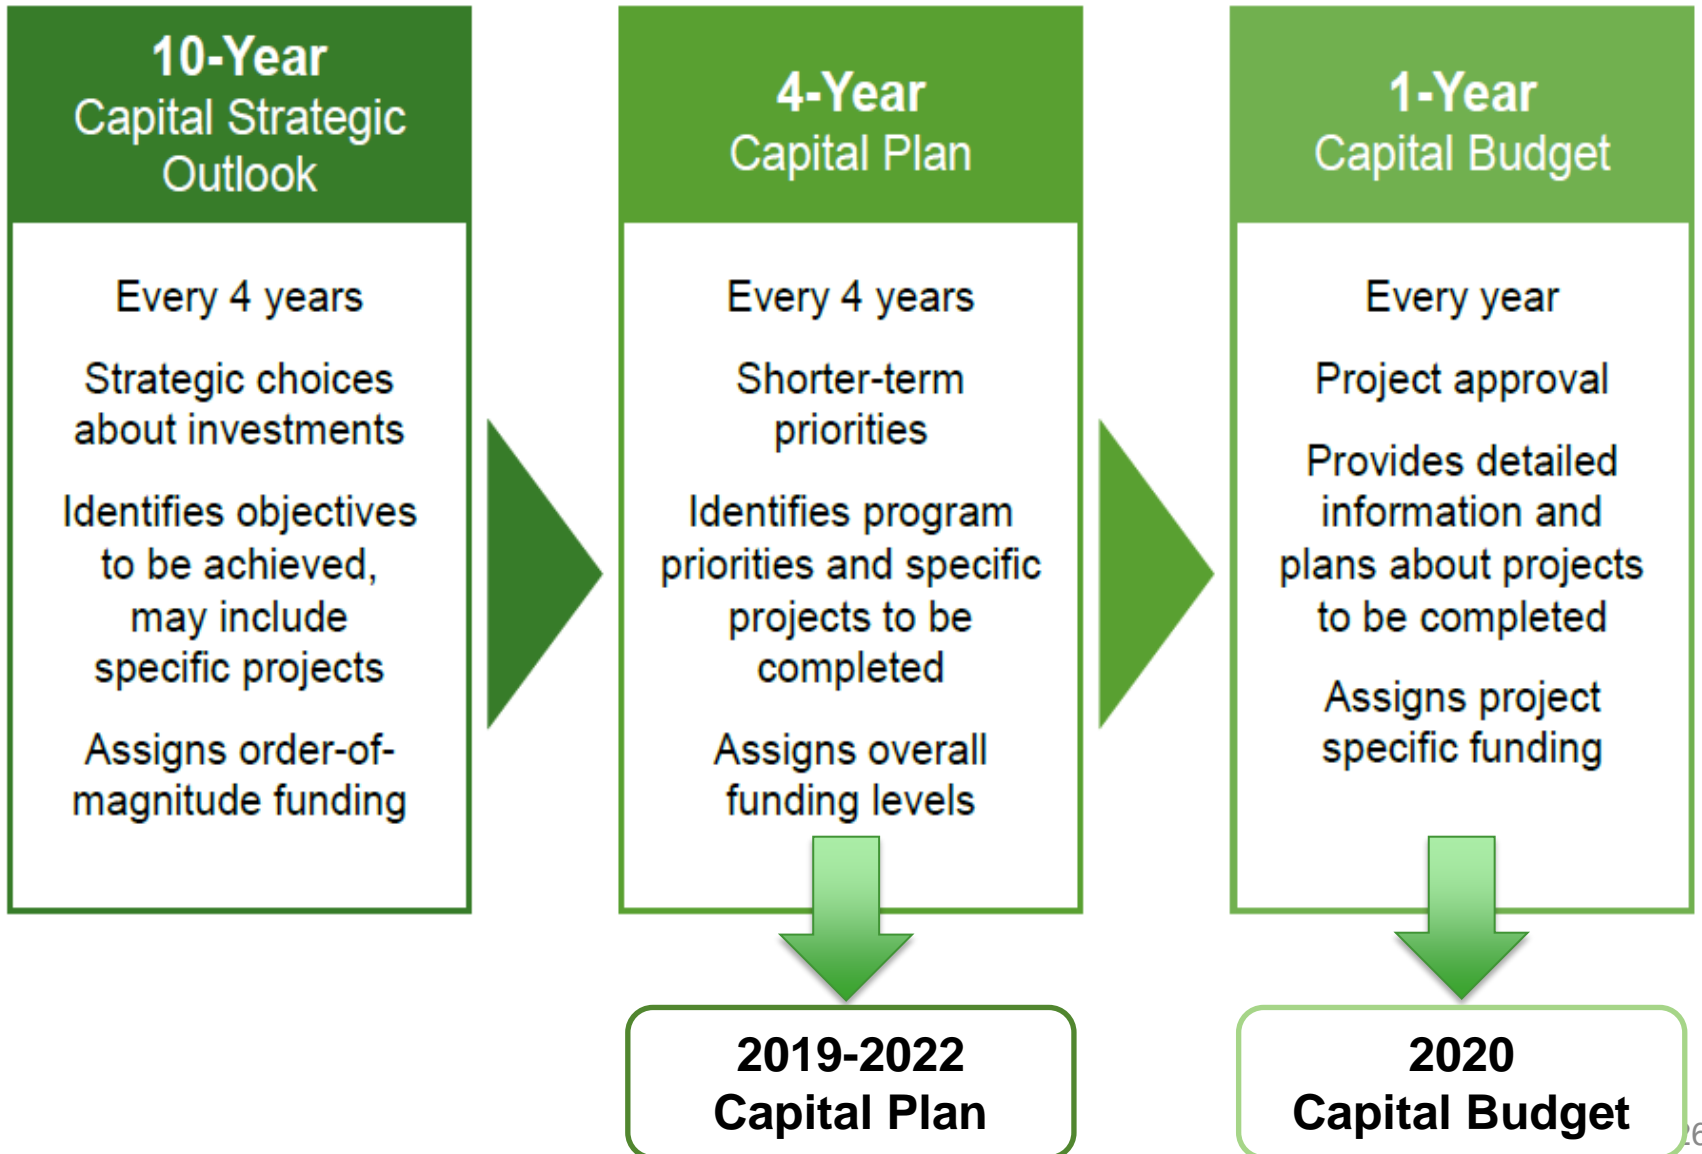 10-Year
Capital Strategic
Outlook
Every 4 years
Strategic choices
about investments
Identifies objectives
to be achieved,
may include
specific projects
Assigns order-of-
magnitude funding
4-Year
Capital Plan
Every 4 years
Shorter-term
priorities
Identifies program
priorities and specific
projects to be
completed
Assigns overall
funding levels
2019-2022
Capital Plan
1-Year
Capital Budget
Every year
Project approval
Provides detailed
information and
plans about projects
to be completed
Assigns project
specific funding
2020
Capital Budget